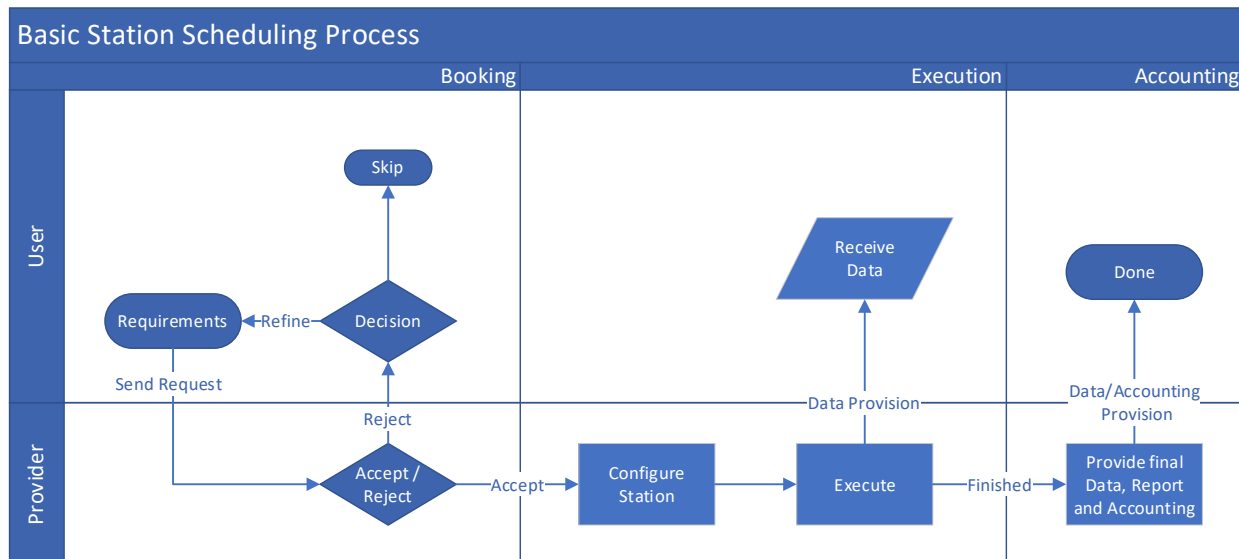 Basic Station Scheduling Process
Booking
Execution
Accounting
User
Skip
Receive
Data
Done
Requirements
Refine
Decision
Send Request
Data Provision
Data/Accounting
Provision
Reject
Provider
Accept /
Reject
Accept
Configure
Station
Execute
Finished
Provide final
Data, Report
and Accounting